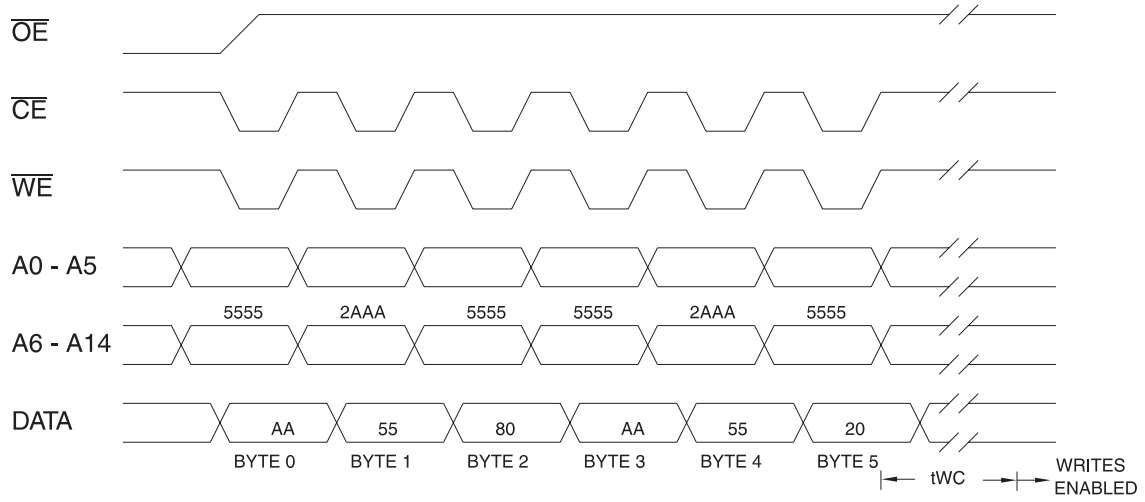 OE
CE
WE
A0 - A5
5555 2AAA 5555 5555 2AAA 5555
A6 - A14
DATA AA 55 80 AA 55 20
BYTE 0 BYTE 1 BYTE 2 BYTE 3 BYTE 4 BYTE 5
tWC WRITES
ENABLED